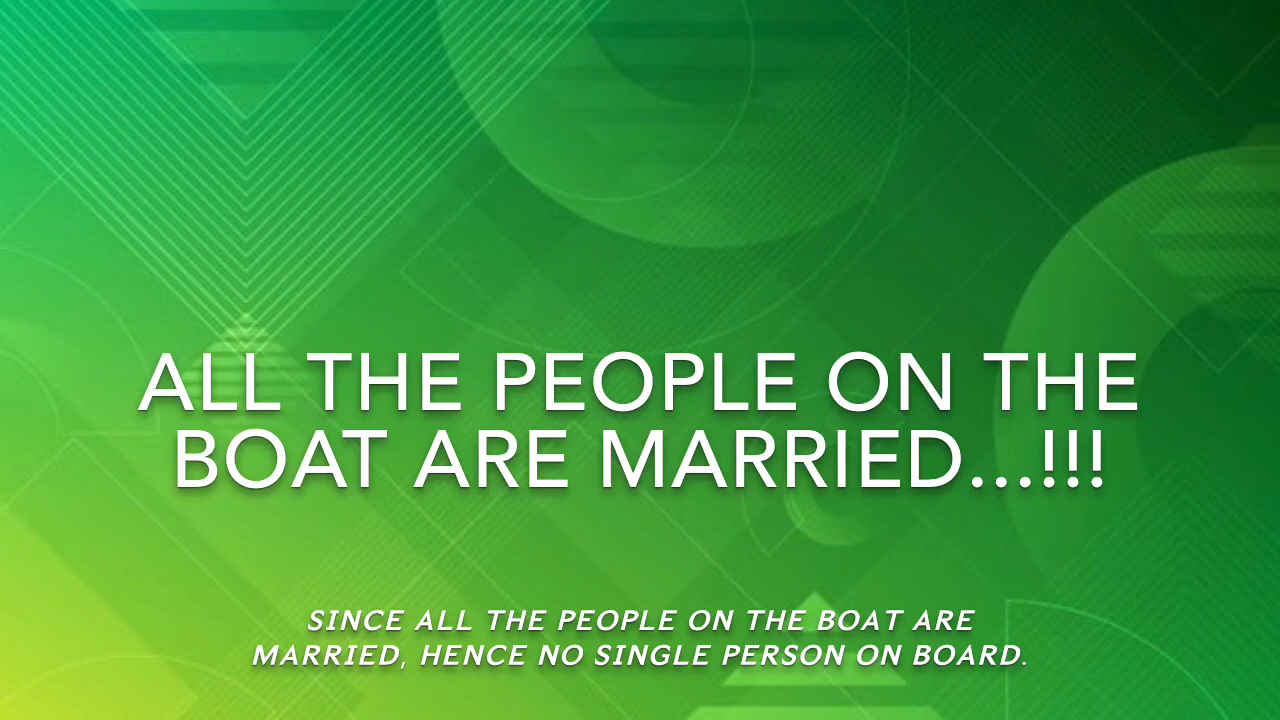 ALL THE PEOPLE ON THE
BOAT ARE MARRIED...!!!
SINCE ALL THE PEOPLE ON THE BOAT ARE
MARRIED, HENCE NO SINGLE PERSON ON BOARD.